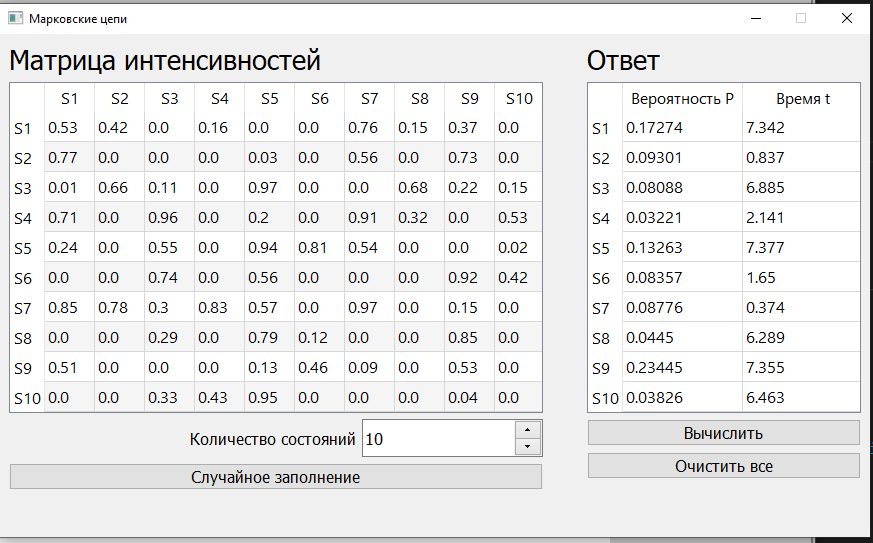 Марковские цепи
Матрица интенсивностей
Ответ
S1 S2 S3 S4 S5 S6 S7 S8 S9 S10
S1 0.53 0.42 0.0 0.16 0.0 0.0 0.76 0.15 0.37 0.0
S2 0.77 0.0 0.0 0.0 0.03 0.0 0.56 0.0 0.73 0.0
S3 0.01 0.66 0.11 0.0 0.97 0.0 0.0 0.68 0.22 0.15
S4 0.71 0.0 0.96 0.0 0.2 0.0 0.91 0.32 0.0 0.53
S5 0.24 0.0 0.55 0.0 0.94 0.81 0.54 0.0 0.0 0.02
S6 0.0 0.0 0.74 0.0 0.56 0.0 0.0 0.0 0.92 0.42
S7 0.85 0.78 0.3 0.83 0.57 0.0 0.97 0.0 0.15 0.0
S8 0.0 0.0 0.29 0.0 0.79 0.12 0.0 0.0 0.85 0.0
S9 0.51 0.0 0.0 0.0 0.13 0.46 0.09 0.0 0.53 0.0
S10 0.0 0.0 0.33 0.43 0.95 0.0 0.0 0.0 0.04 0.0
Количество состояний 10
Случайное заполнение
Вероятность P Время t
S1 0.17274 7.342
S2 0.09301 0.837
S3 0.08088 6.885
S4 0.03221 2.141
S5 0.13263 7.377
S6 0.08357 1.65
S7 0.08776 0.374
S8 0.0445 6.289
S9 0.23445 7.355
S10 0.03826 6.463
Вычислить
Очистить все